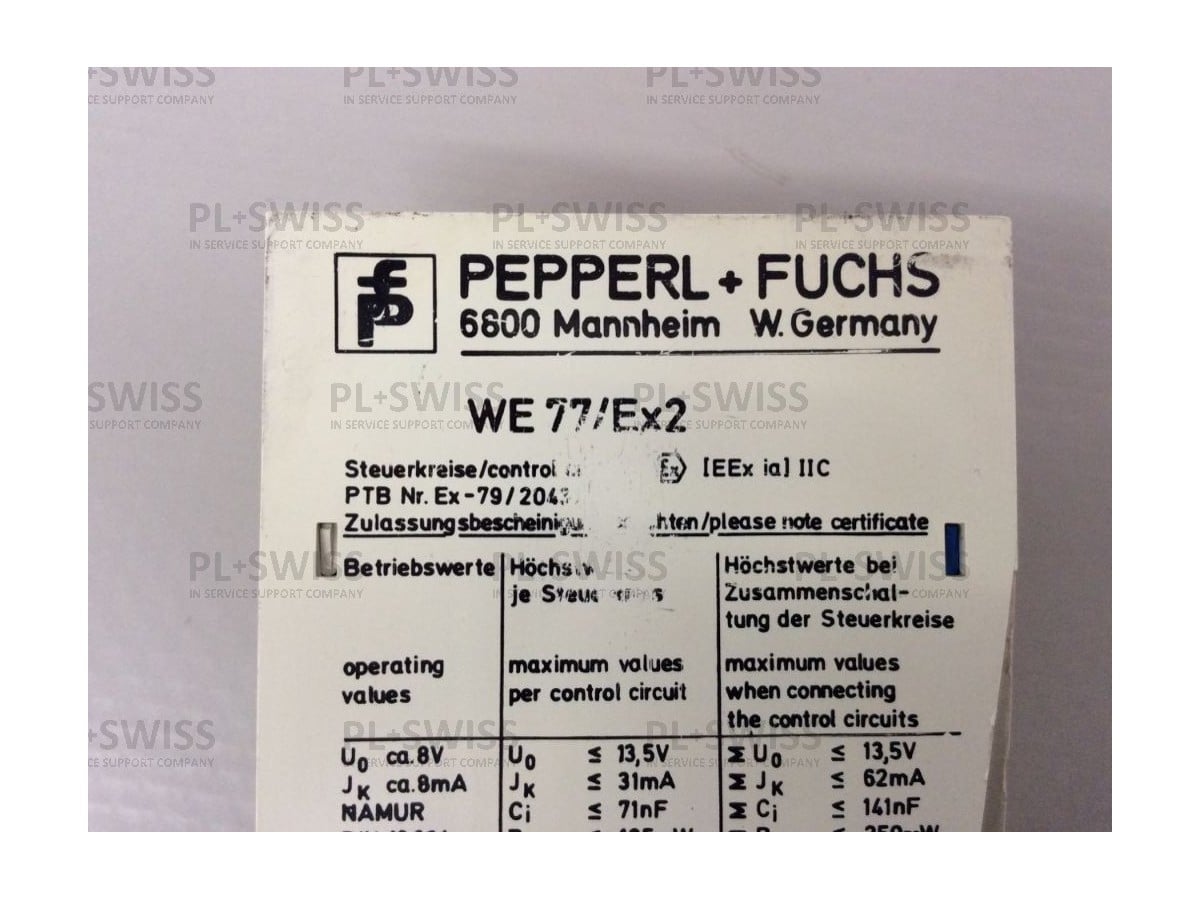 PEPPERL + FUCHS
6800 Mannheim W. Germany
WE 77/Ex2
Steuerkreise/control
Ex [EEx ia] IIC
PTB Nr. Ex-79/2043
Zulassungsbescheinigung /please note certificate
Betriebswerte
operating
values
je
maximum values
per control circuit
Höchstwerte bei
Zusammenschal-
tung der Steuerkreise
maximum values
when connecting
the control circuits
U0 ca.8V U0 ≤ 13,5V Σ U0 ≤ 13,5V
JK ca.8mA JK ≤ 31mA Σ JK ≤ 62mA
NAMUR Ci ≤ 71nF Σ Ci ≤ 141nF
PL+SWISS
IN SERVICE SUPPORT COMPANY